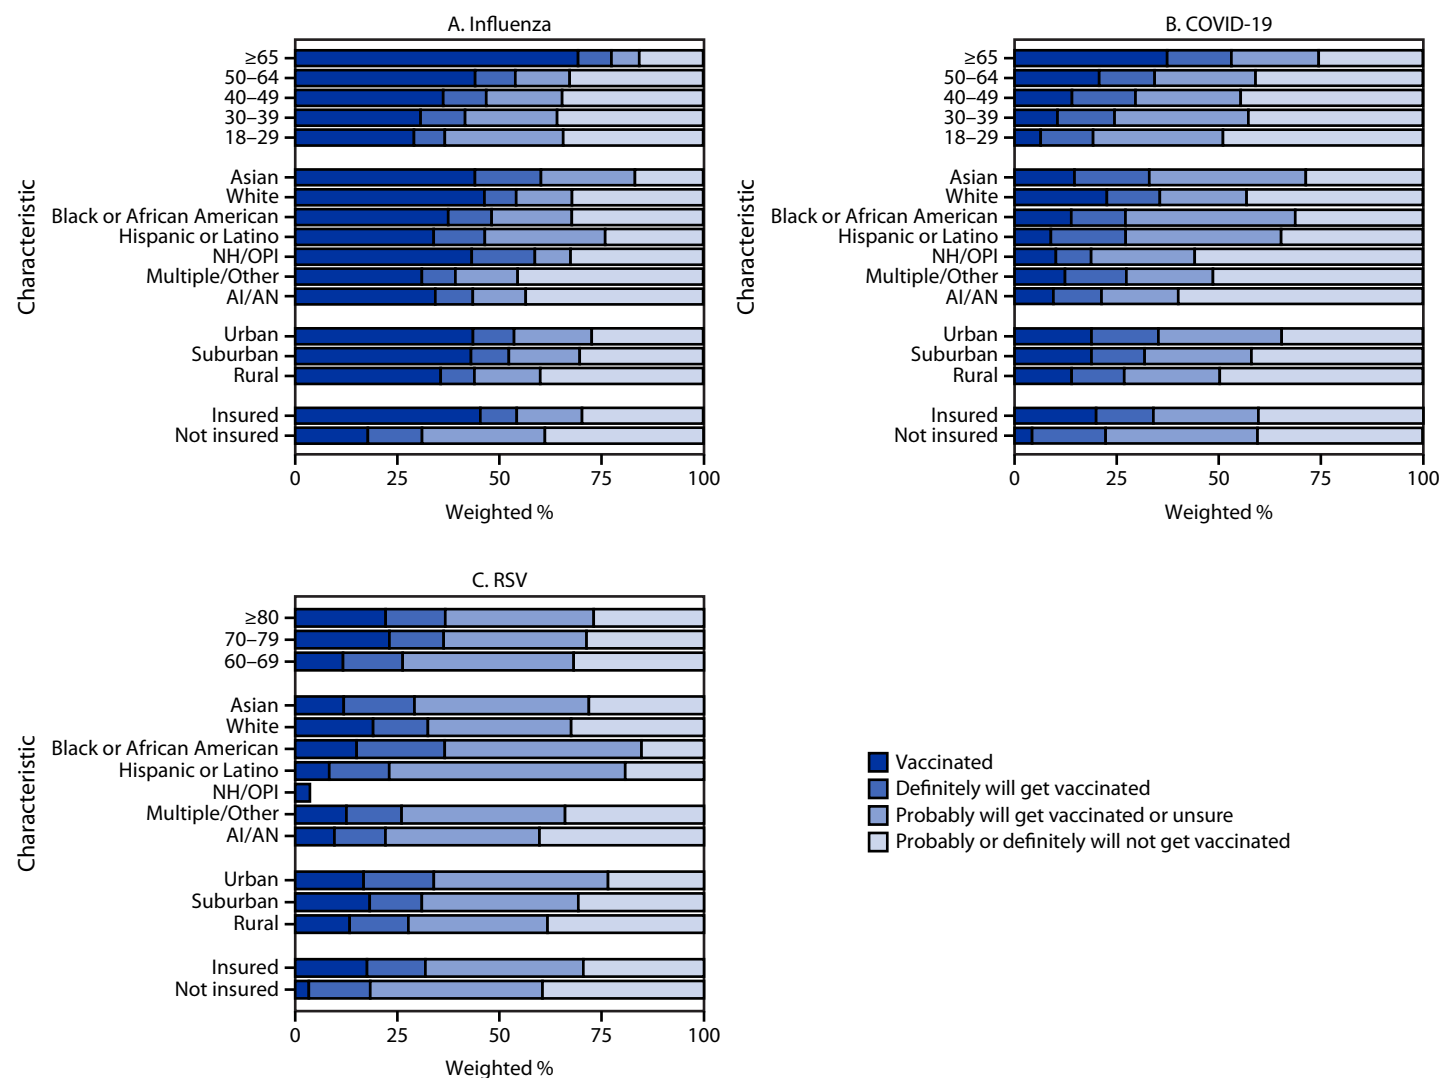 A. Influenza
Characteristic
≥65
50–64
40–49
30–39
18–29
Asian
White
Black or African American
Hispanic or Latino
NH/OPI
Multiple/Other
AI/AN
Urban
Suburban
Rural
Insured
Not insured
0 25 50 75 100
Weighted %
B. COVID-19
Characteristic
≥65
50–64
40–49
30–39
18–29
Asian
White
Black or African American
Hispanic or Latino
NH/OPI
Multiple/Other
AI/AN
Urban
Suburban
Rural
Insured
Not insured
0 25 50 75 100
Weighted %
C. RSV
Characteristic
≥80
70–79
60–69
Asian
White
Black or African American
Hispanic or Latino
NH/OPI
Multiple/Other
AI/AN
Urban
Suburban
Rural
Insured
Not insured
0 25 50 75 100
Weighted %
Vaccinated
Definitely will get vaccinated
Probably will get vaccinated or unsure
Probably or definitely will not get vaccinated